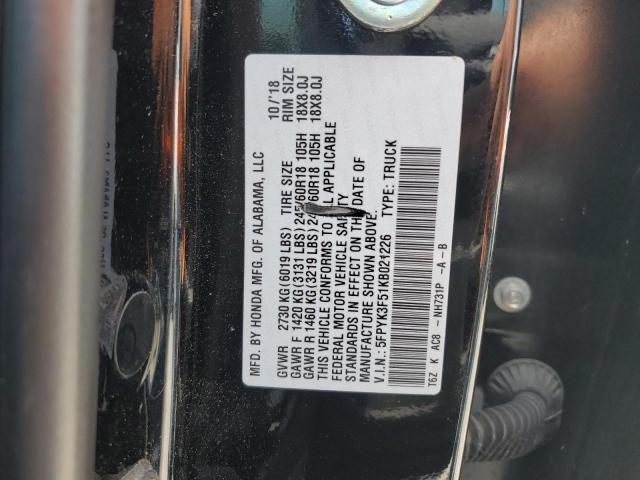 MFD. BY HONDA MFG. OF ALABAMA, LLC 10/'18
GVWR 2730 KG(6019 LBS) TIRE SIZE RIM SIZE
GAWR F 1420 KG(3131 LBS) 245/60R18 105H 18X8.0J
GAWR R 1460 KG(3219 LBS) 245/60R18 105H 18X8.0J
THIS VEHICLE CONFORMS TO ALL APPLICABLE
FEDERAL MOTOR VEHICLE SAFETY
STANDARDS IN EFFECT ON THE DATE OF
MANUFACTURE SHOWN ABOVE.
V.I.N.: 5FPYK3F51KB021226 TYPE: TRUCK
T6Z K AC8 - NH731P -A-B